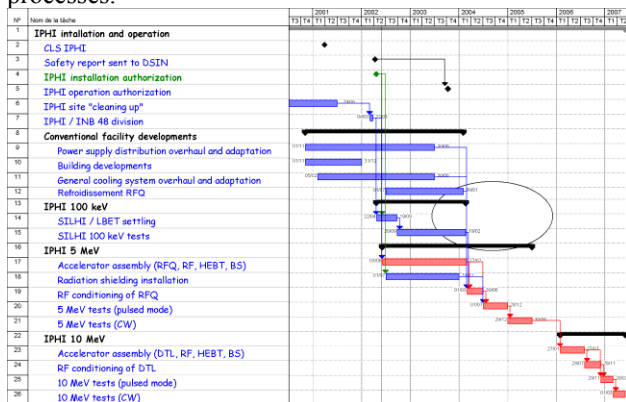 processes.
2001 2002 2003 2004 2005 2006 2007
N° Nom de la tâche T3 T4 T1 T2 T3 T4 T1 T2 T3 T4 T1 T2 T3 T4 T1 T2 T3 T4 T1 T2 T3 T4 T1 T2 T3 T4 T1 T2
1 IPHI intallation and operation
2 CLS IPHI
3 Safety report sent to DSIN
4 IPHI installation authorization
5 IPHI operation authorization
6 IPHI site "cleaning up"
7 IPHI / INB 48 division
8 Conventional facility developments
9 Power supply distribution overhaul and adaptation
10 Building developments
11 General cooling system overhaul and adaptation
12 Refroidissement RFQ
13 IPHI 100 keV
14 SILHI / LBET settling
15 SILHI 100 keV tests
16 IPHI 5 MeV
17 Accelerator assembly (RFQ, RF, HEBT, BS)
18 Radiation shielding installation
19 RF conditioning of RFQ
20 5 MeV tests (pulsed mode)
21 5 MeV tests (CW)
22 IPHI 10 MeV
23 Accelerator assembly (DTL, RF, HEBT, BS)
24 RF conditioning of DTL
25 10 MeV tests (pulsed mode)
26 10 MeV tests (CW)